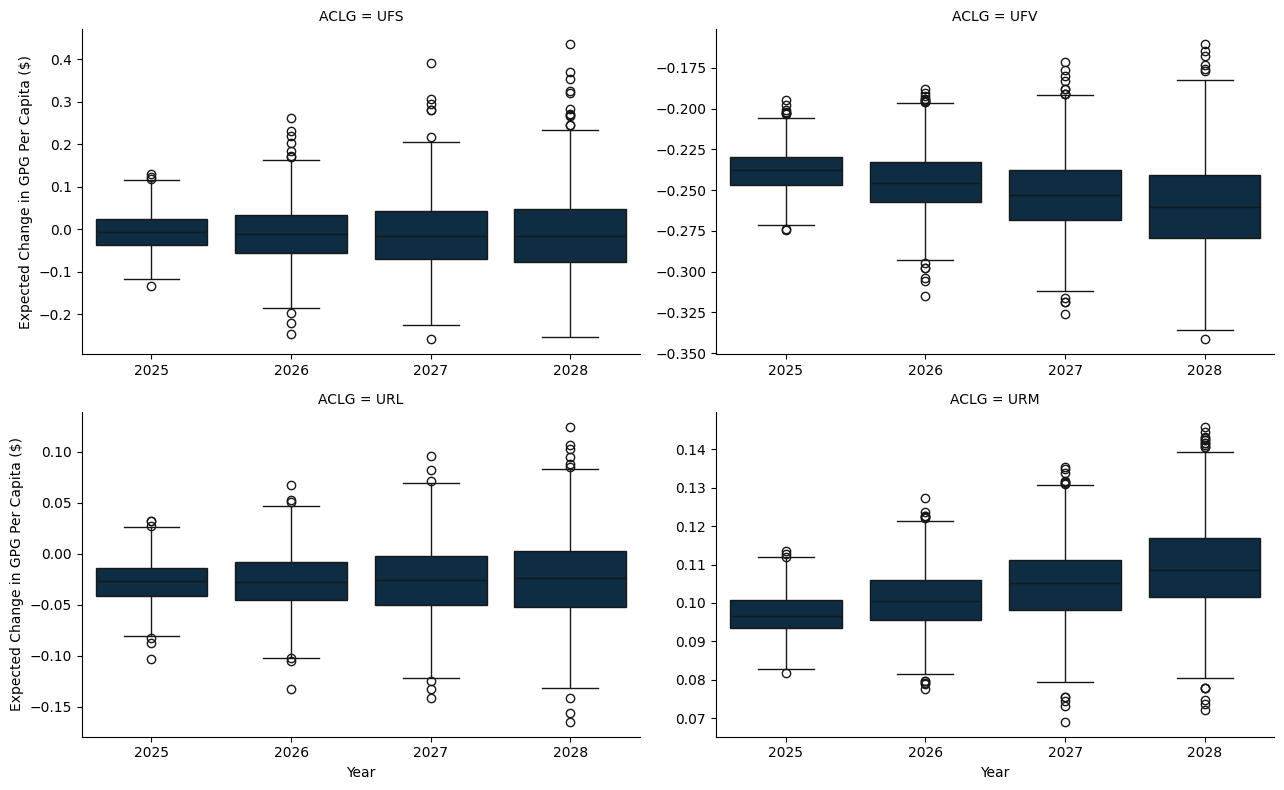 ACLG = UFS
Expected Change in GPG Per Capita ($)
0.4
0.3
0.2
0.1
0.0
−0.1
−0.2
2025 2026 2027 2028
ACLG = UFV
−0.175
−0.200
−0.225
−0.250
−0.275
−0.300
−0.325
−0.350
2025 2026 2027 2028
ACLG = URL
Expected Change in GPG Per Capita ($)
0.10
0.05
0.00
−0.05
−0.10
−0.15
2025 2026 2027 2028
Year
ACLG = URM
0.14
0.13
0.12
0.11
0.10
0.09
0.08
0.07
2025 2026 2027 2028
Year